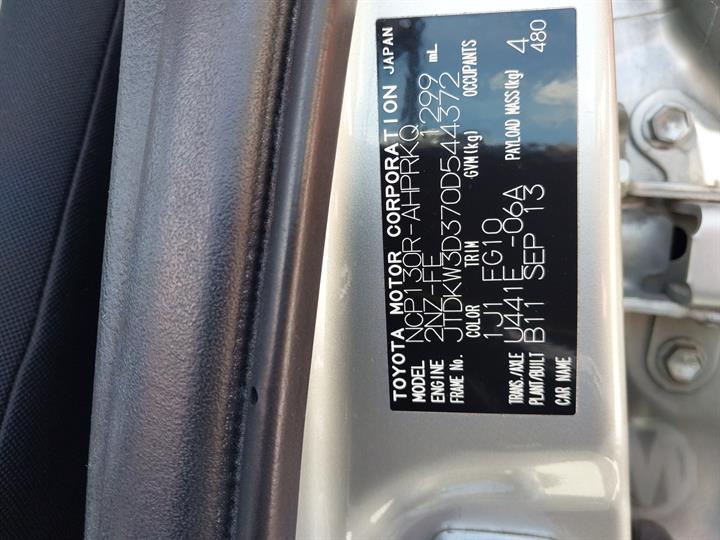 TOYOTA MOTOR CORPORATION JAPAN
MODEL NCP130R-AHPRKQ
ENGINE 2NZ-FE 1299 mL
FRAME No. JTDKW3D370D544372
COLOR TRIM GVM(kg) OCCUPANTS 4
1J1 EG10 PAYLOAD MASS(kg) 480
TRANS./AXLE U441E -06A
PLANT/BUILT B11 SEP 13
CAR NAME